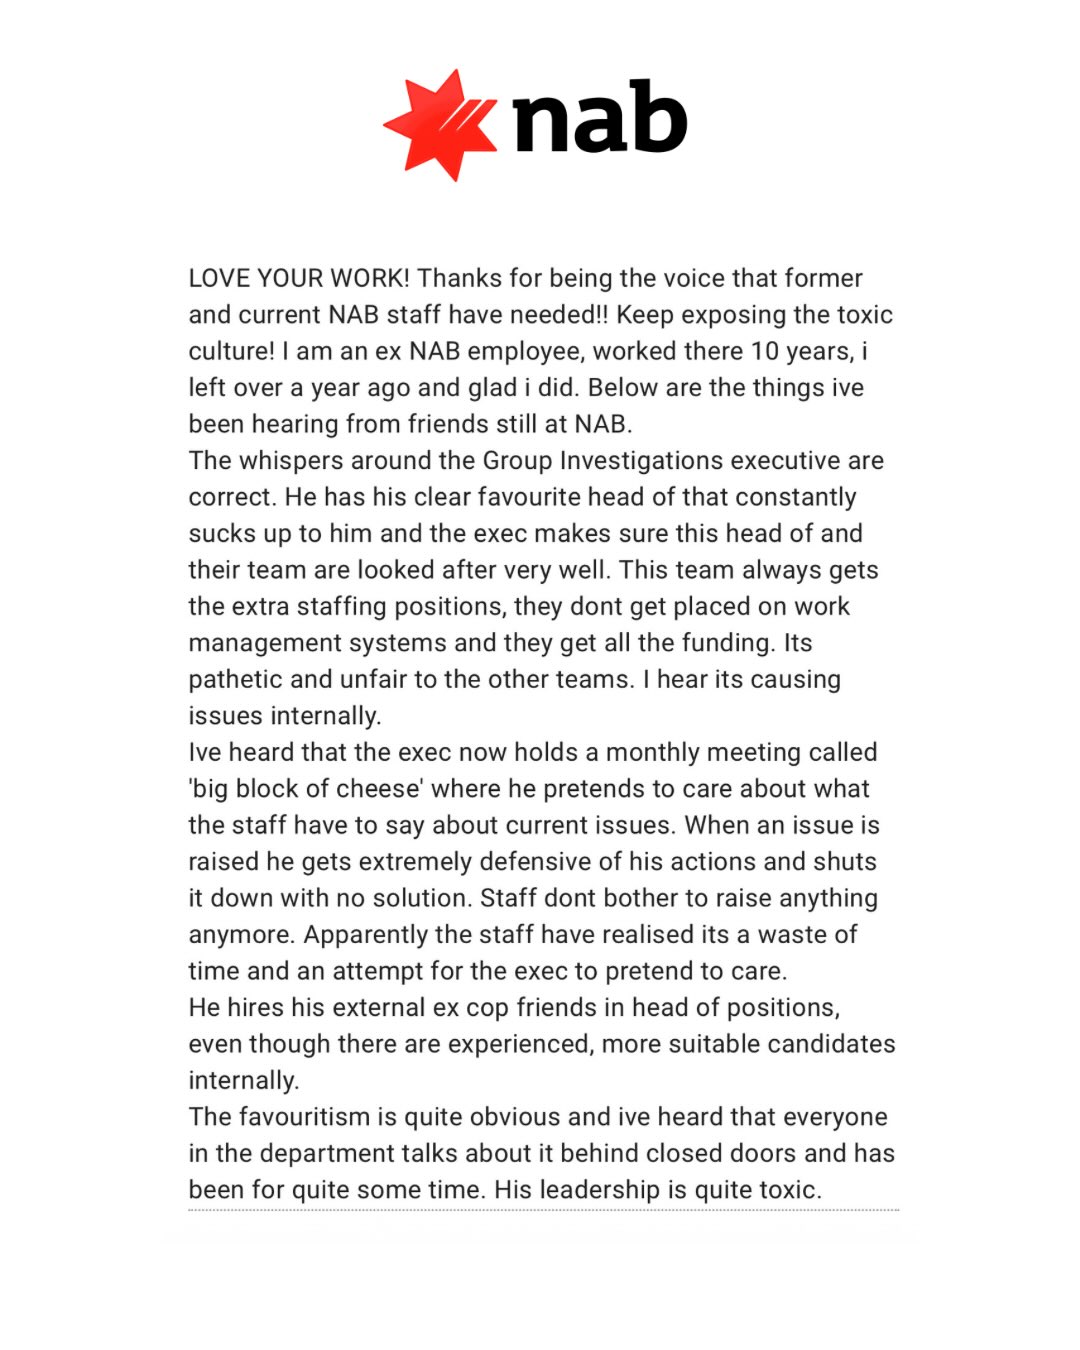 nab
LOVE YOUR WORK! Thanks for being the voice that former
and current NAB staff have needed!! Keep exposing the toxic
culture! I am an ex NAB employee, worked there 10 years, i
left over a year ago and glad i did. Below are the things ive
been hearing from friends still at NAB.
The whispers around the Group Investigations executive are
correct. He has his clear favourite head of that constantly
sucks up to him and the exec makes sure this head of and
their team are looked after very well. This team always gets
the extra staffing positions, they dont get placed on work
management systems and they get all the funding. Its
pathetic and unfair to the other teams. I hear its causing
issues internally.
Ive heard that the exec now holds a monthly meeting called
'big block of cheese' where he pretends to care about what
the staff have to say about current issues. When an issue is
raised he gets extremely defensive of his actions and shuts
it down with no solution. Staff dont bother to raise anything
anymore. Apparently the staff have realised its a waste of
time and an attempt for the exec to pretend to care.
He hires his external ex cop friends in head of positions,
even though there are experienced, more suitable candidates
internally.
The favouritism is quite obvious and ive heard that everyone
in the department talks about it behind closed doors and has
been for quite some time. His leadership is quite toxic.